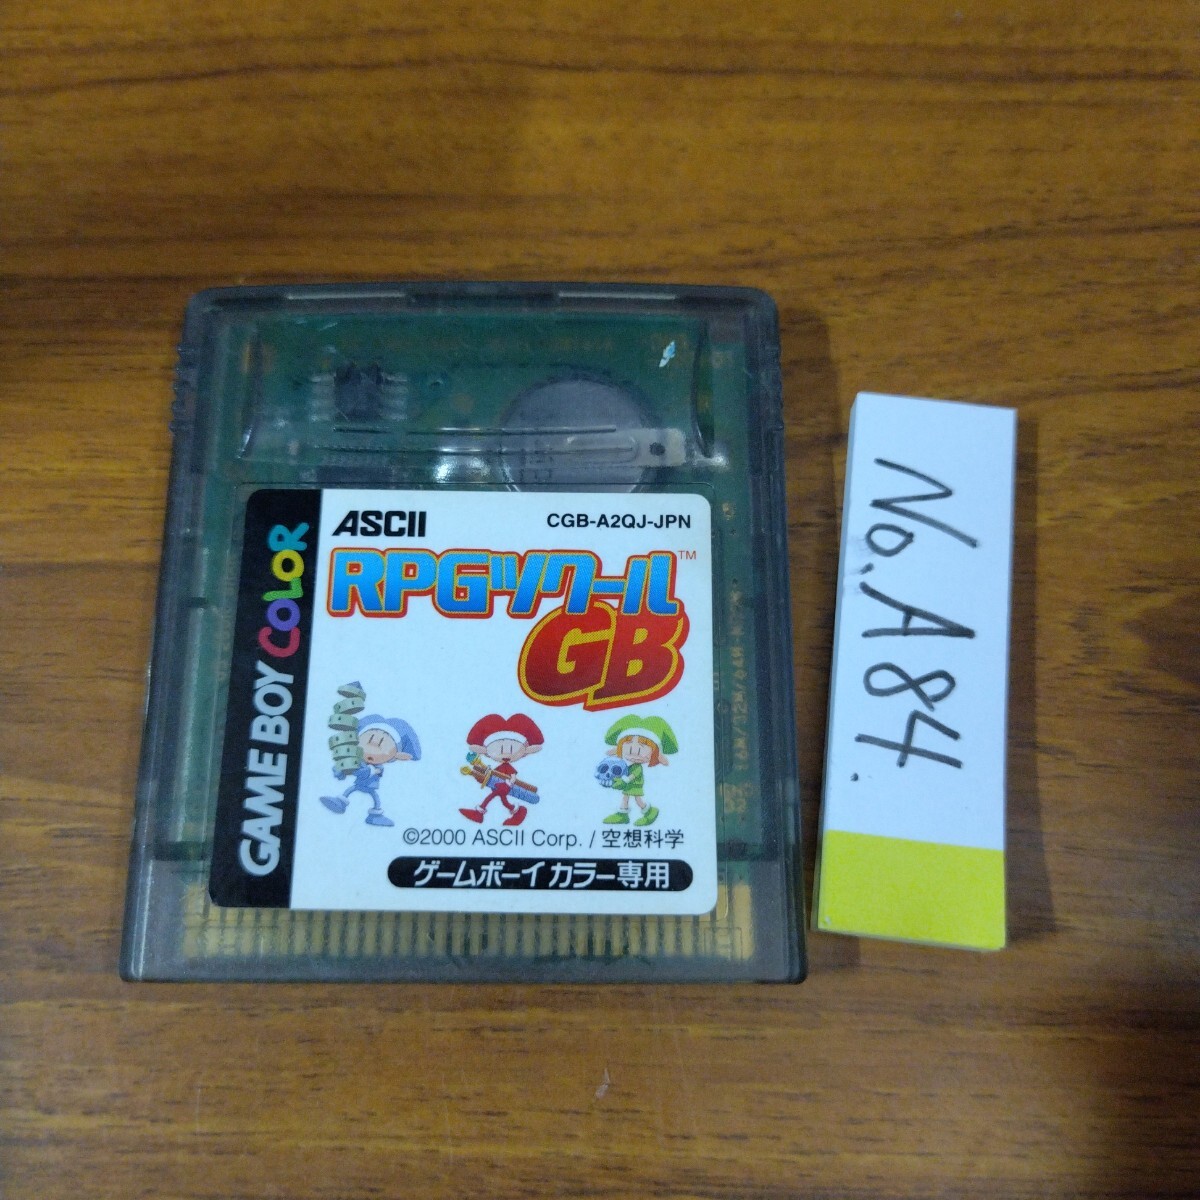 ASCII
CGB-A2QJ-JPN
RPGツクール™
GB
GAME BOY COLOR
©2000 ASCII Corp. / 空想科学
ゲームボーイカラー専用
No. A84.